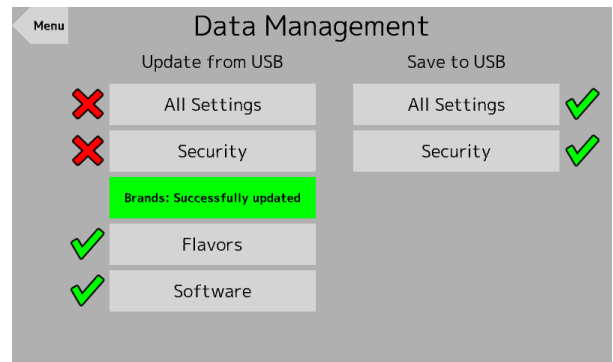 Menu
Data Management
Update from USB
Save to USB
All Settings
All Settings
Security
Security
Brands: Successfully updated
Flavors
Software